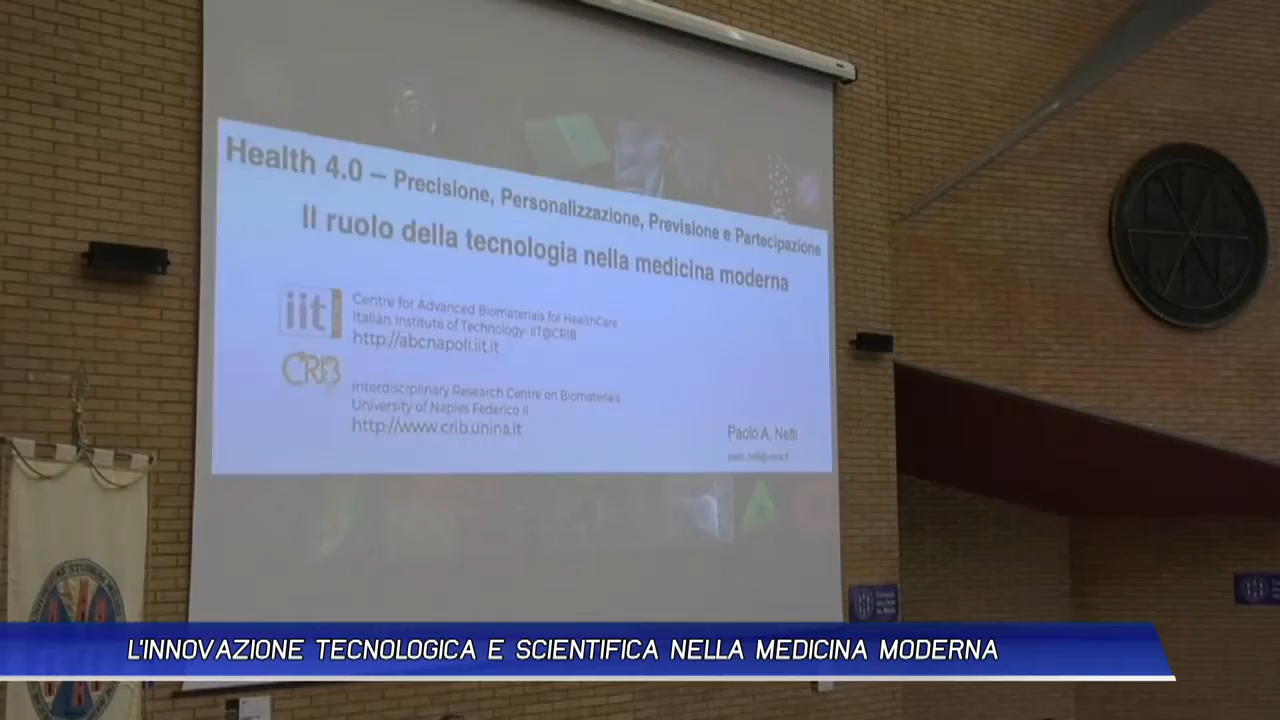 Health 4.0 – Precisione, Personalizzazione, Previsione e Partecipazione
Il ruolo della tecnologia nella medicina moderna
iit
Centre for Advanced Biomaterials for HealthCare
Italian Institute of Technology- IIT@CRIB
http://abcnapoli.iit.it
CRIB
Interdisciplinary Research Centre on Biomaterials
University of Naples Federico II
http://www.crib.unina.it
Paolo A. Netti
L'INNOVAZIONE TECNOLOGICA E SCIENTIFICA NELLA MEDICINA MODERNA